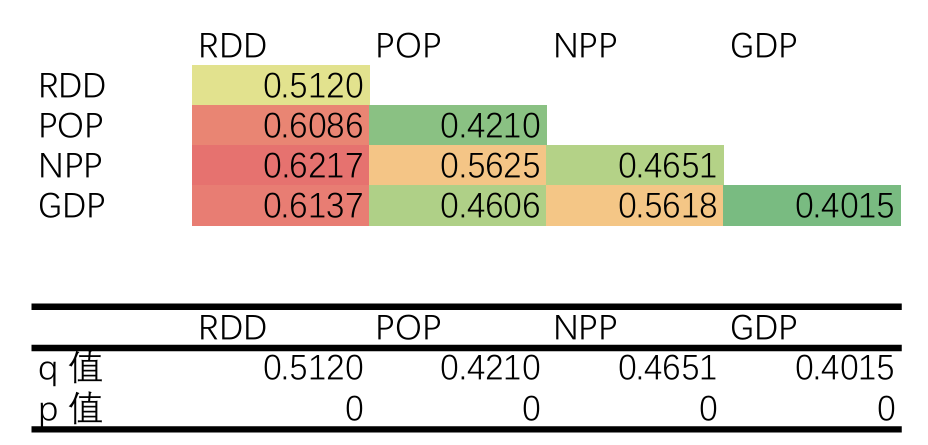 RDD POP NPP GDP
RDD 0.5120
POP 0.6086 0.4210
NPP 0.6217 0.5625 0.4651
GDP 0.6137 0.4606 0.5618 0.4015
RDD POP NPP GDP
q 值 0.5120 0.4210 0.4651 0.4015
p 值 0 0 0 0